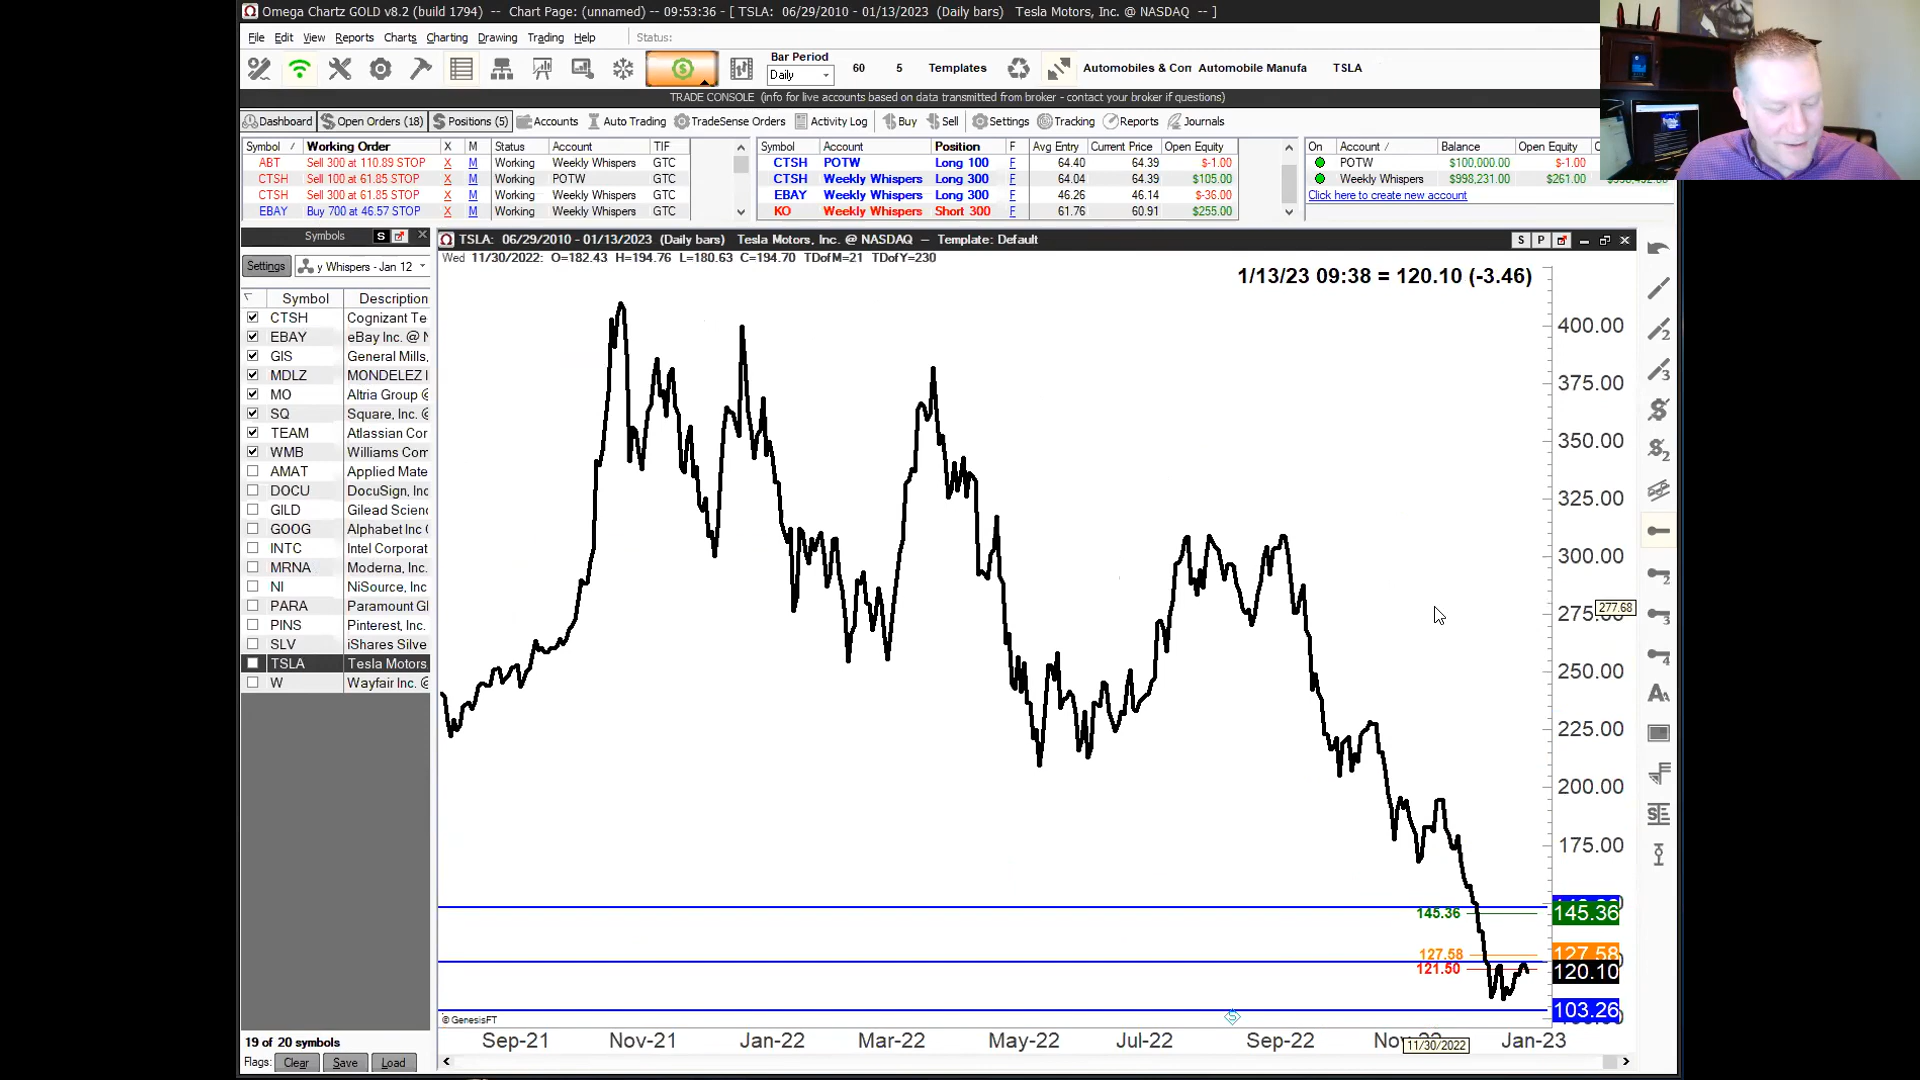 Omega Chartz GOLD v8.2 (build 1794) -- Chart Page: (unnamed) -- 09:53:36 - [ TSLA: 06/29/2010 - 01/13/2023 (Daily bars) Tesla Motors, Inc. @ NASDAQ -- ]
File Edit View Reports Charts Charting Drawing Trading Help Status:
Bar Period
Daily 60 5 Templates Automobiles & Con Automobile Manufa TSLA
TRADE CONSOLE (info for live accounts based on data transmitted from broker - contact your broker if questions)
Dashboard Open Orders (18) Positions (5) Accounts Auto Trading TradeSense Orders Activity Log Buy Sell Settings Tracking Reports Journals
Symbol Working Order X M Status Account TIF
ABT Sell 300 at 110.89 STOP X M Working Weekly Whispers GTC
CTSH Sell 100 at 61.85 STOP X M Working POTW GTC
CTSH Sell 300 at 61.85 STOP X M Working Weekly Whispers GTC
EBAY Buy 700 at 46.57 STOP X M Working Weekly Whispers GTC
Symbol Account Position F Avg Entry Current Price Open Equity
CTSH POTW Long 100 F 64.40 64.39 $-1.00
CTSH Weekly Whispers Long 300 F 64.04 64.39 $105.00
EBAY Weekly Whispers Long 300 F 46.26 46.14 $-36.00
KO Weekly Whispers Short 300 F 61.76 60.91 $255.00
On Account Balance Open Equity
POTW $100,000.00 $-1.00
Weekly Whispers $998,231.00 $261.00
Click here to create new account
Symbols S
Settings y Whispers - Jan 12
Symbol Description
CTSH Cognizant Te
EBAY eBay Inc. @ N
GIS General Mills,
MDLZ MONDELEZ I
MO Altria Group @
SQ Square, Inc. @
TEAM Atlassian Cor
WMB Williams Com
AMAT Applied Mate
DOCU DocuSign, Inc
GILD Gilead Scienc
GOOG Alphabet Inc
INTC Intel Corporat
MRNA Moderna, Inc.
NI NiSource, Inc
PARA Paramount Gl
PINS Pinterest, Inc.
SLV iShares Silve
TSLA Tesla Motors,
W Wayfair Inc. @
19 of 20 symbols
Flags: Clear Save Load
TSLA: 06/29/2010 - 01/13/2023 (Daily bars) Tesla Motors, Inc. @ NASDAQ -- Template: Default S P
Wed 11/30/2022: O=182.43 H=194.76 L=180.63 C=194.70 TDofM=21 TDofY=230
1/13/23 09:38 = 120.10 (-3.46)
400.00
375.00
350.00
325.00
300.00
277.68
250.00
225.00
200.00
175.00
145.36 145.36
127.58 127.58
121.50 120.10
103.26
© GenesisFT
Sep-21 Nov-21 Jan-22 Mar-22 May-22 Jul-22 Sep-22 11/30/2022 Jan-23